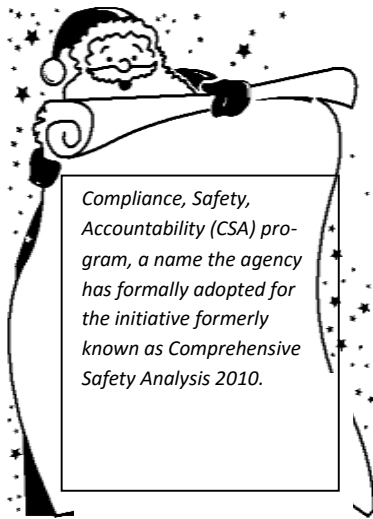 Compliance, Safety,
Accountability (CSA) pro-
gram, a name the agency
has formally adopted for
the initiative formerly
known as Comprehensive
Safety Analysis 2010.